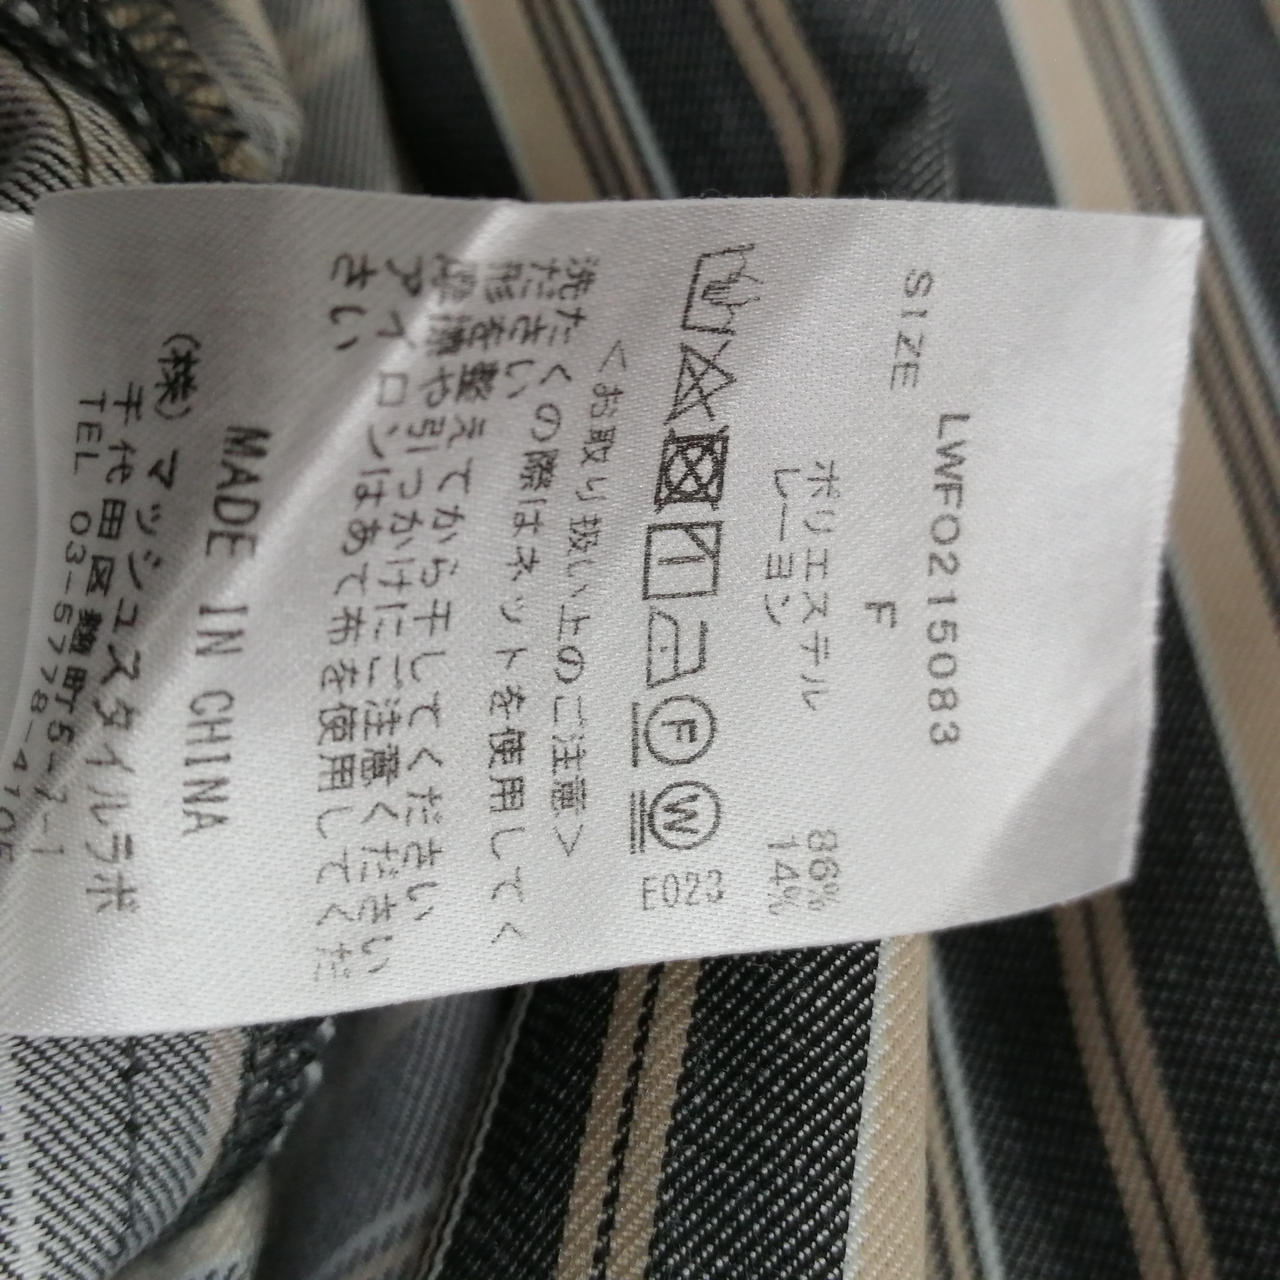 LWFO215083
SIZE F
ポリエステル 86%
レーヨン 14%
F W E023
<お取り扱い上のご注意>
洗たくの際はネットを使用してく
ださい
形を整えてから干してください
摩擦や引っかけにご注意ください
アイロンはあて布を使用してくだ
さい
MADE IN CHINA
(株)マッシュスタイルラボ
千代田区麹町5-7-1
TEL 03-5778-4105